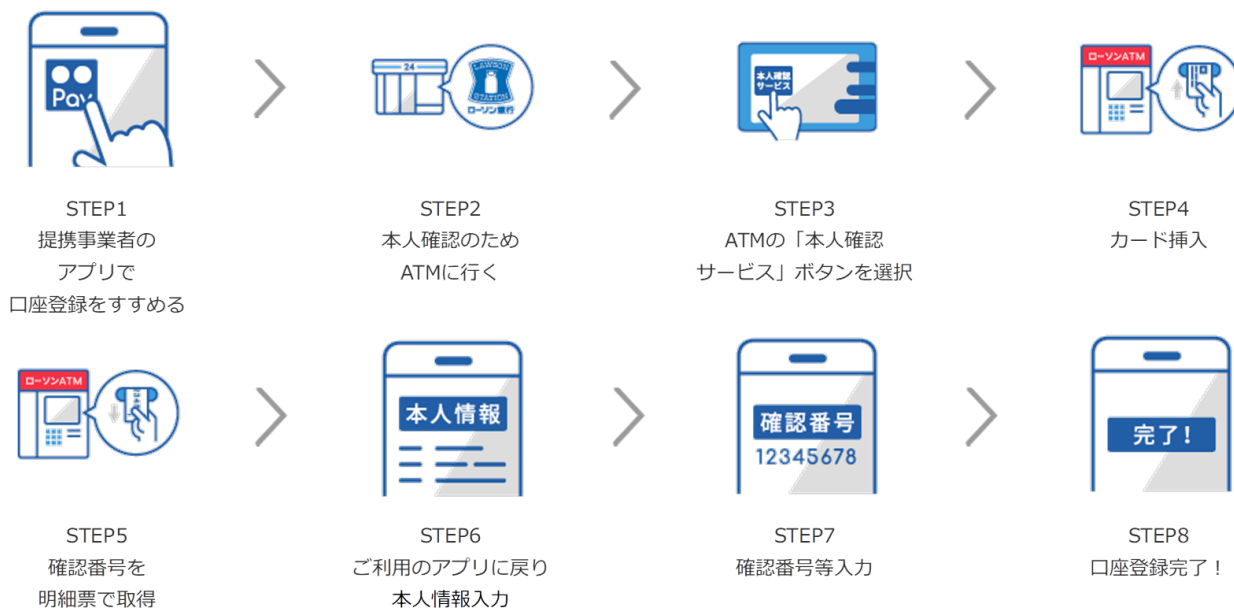 Pay
24
LAWSON
STATION
ローソン銀行
本人確認
サービス
ローソンATM
STEP1
提携事業者の
アプリで
口座登録をすすめる
STEP2
本人確認のため
ATMに行く
STEP3
ATMの「本人確認
サービス」ボタンを選択
STEP4
カード挿入
ローソンATM
本人情報
確認番号
12345678
完了!
STEP5
確認番号を
明細票で取得
STEP6
ご利用のアプリに戻り
本人情報入力
STEP7
確認番号等入力
STEP8
口座登録完了！